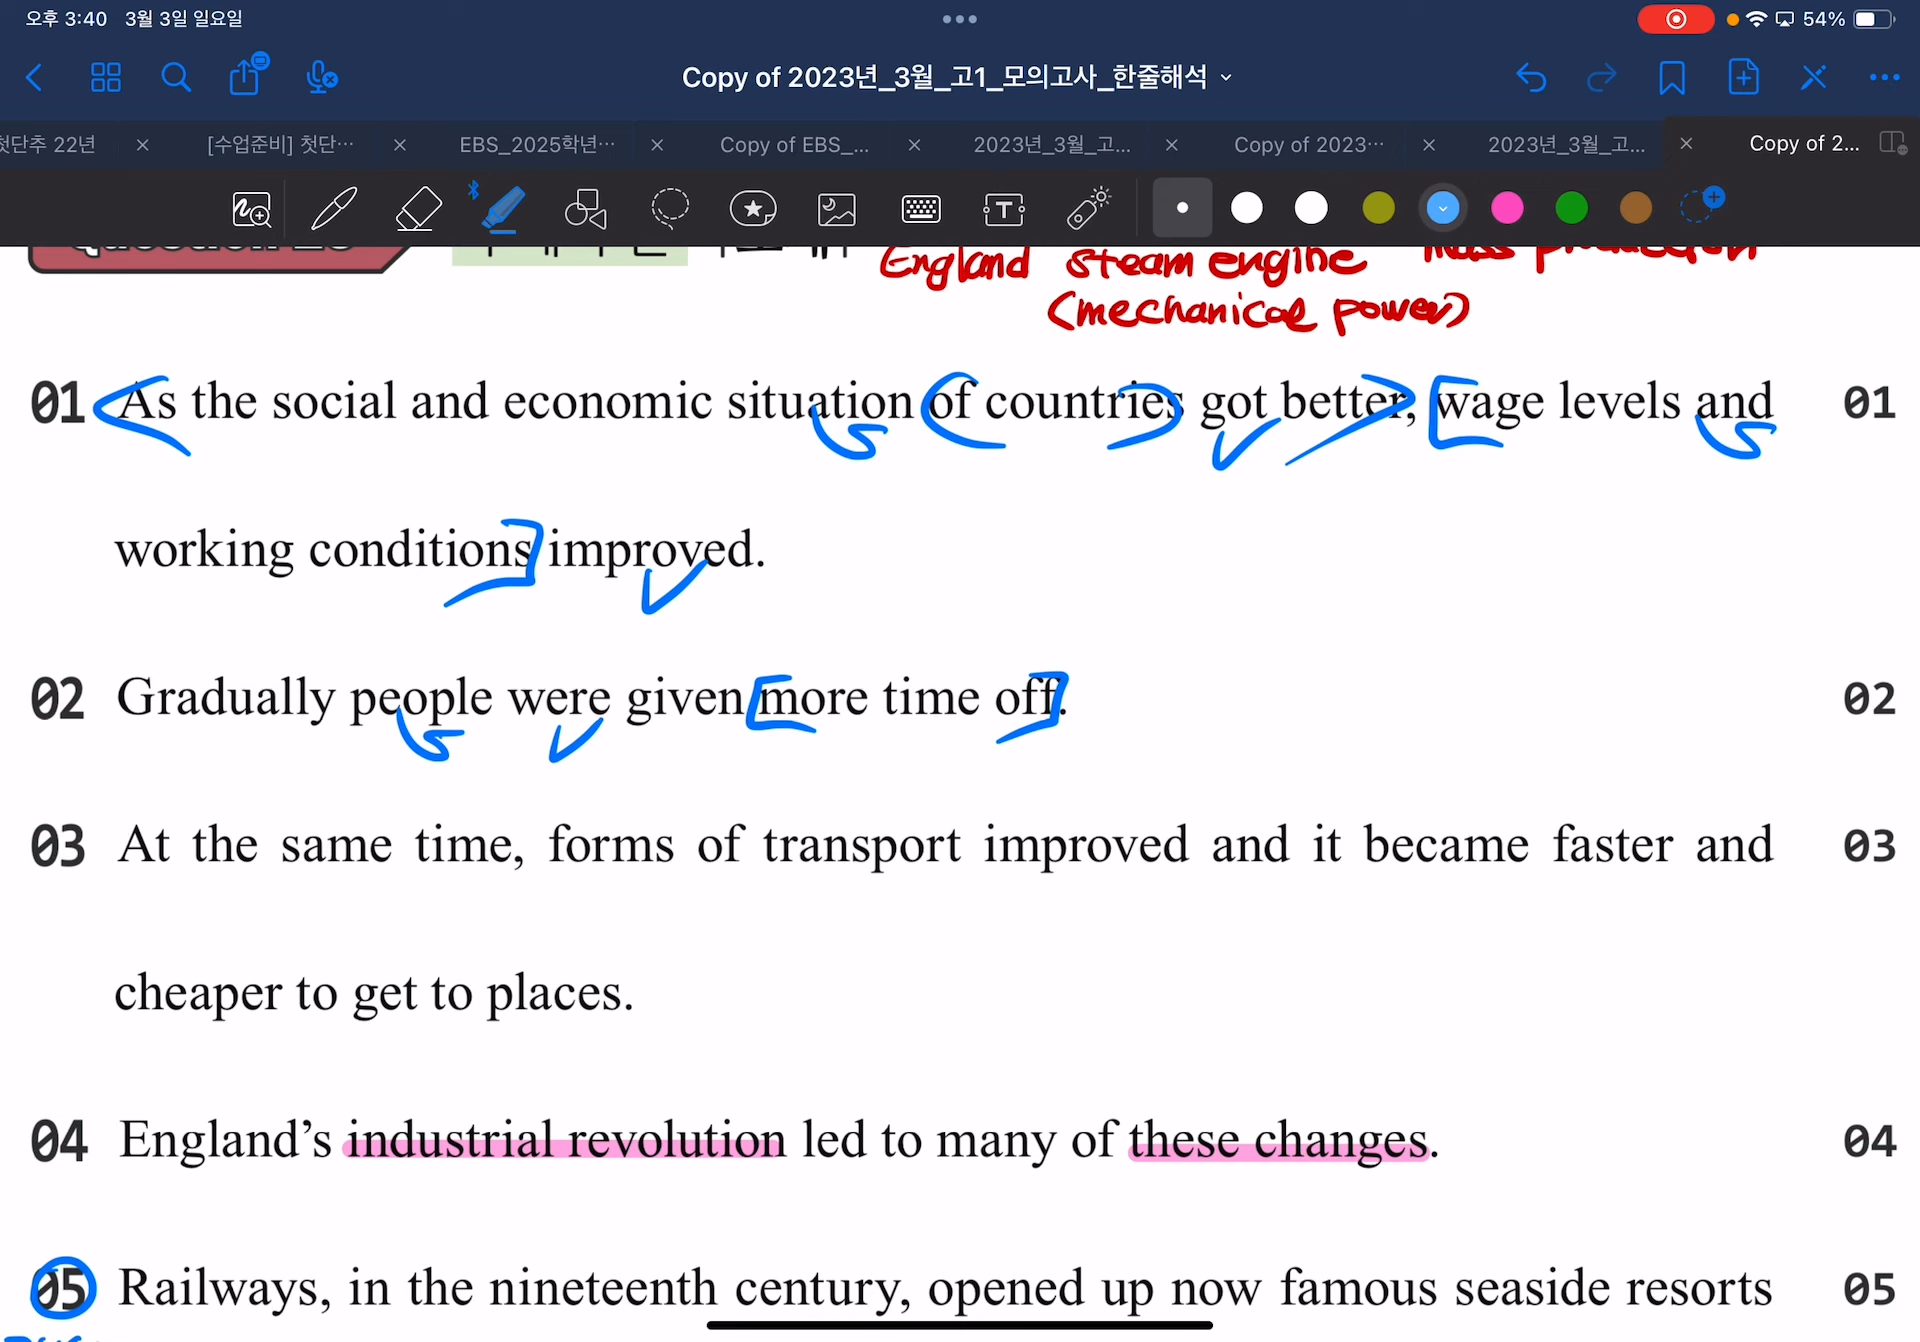 오후 3:40 3월 3일 일요일
54%
Copy of 2023년_3월_고1_모의고사_한줄해석
첫단추 22년
[수업준비] 첫단…
EBS_2025학년…
Copy of EBS_...
2023년_3월_고...
Copy of 2023…
2023년_3월_고...
Copy of 2...
England steam engine mass production
(mechanical power)
01 As the social and economic situation of countries got better, wage levels and 01
working conditions improved.
02 Gradually people were given more time off. 02
03 At the same time, forms of transport improved and it became faster and 03
cheaper to get to places.
04 England's industrial revolution led to many of these changes. 04
05 Railways, in the nineteenth century, opened up now famous seaside resorts 05